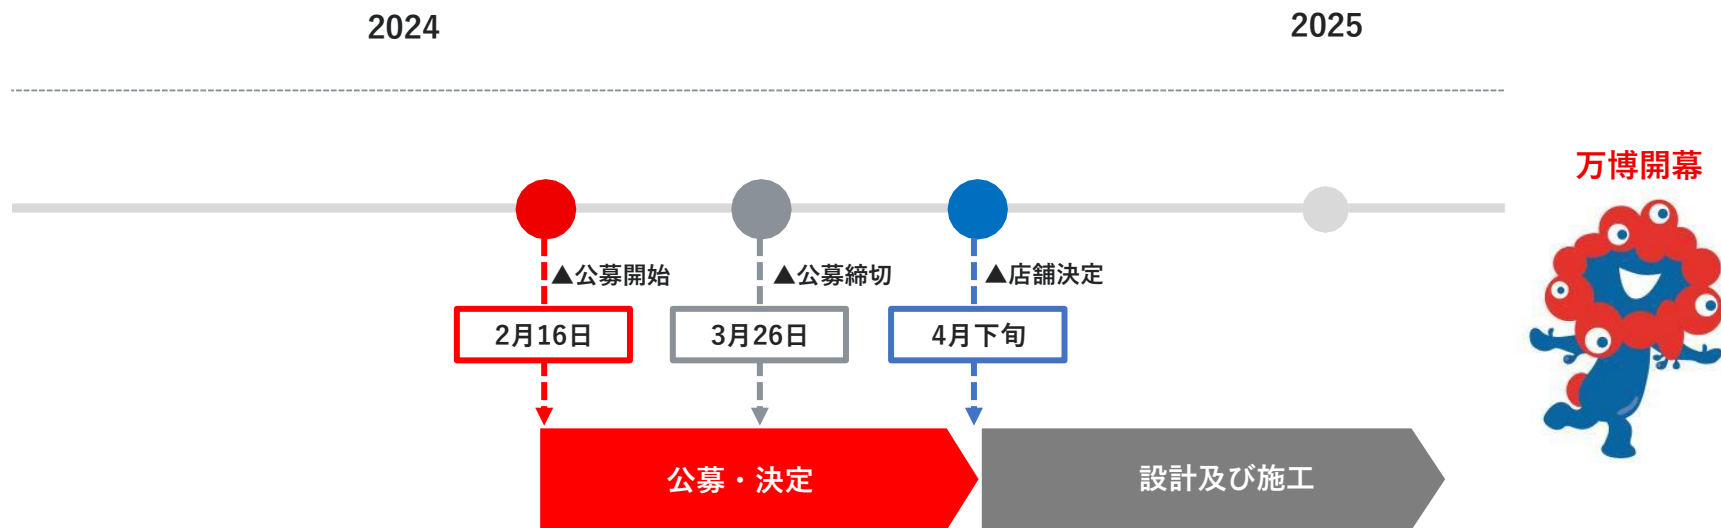 2024
2025
万博開幕
▲公募開始
▲公募締切
▲店舗決定
2月16日
3月26日
4月下旬
公募・決定
設計及び施工